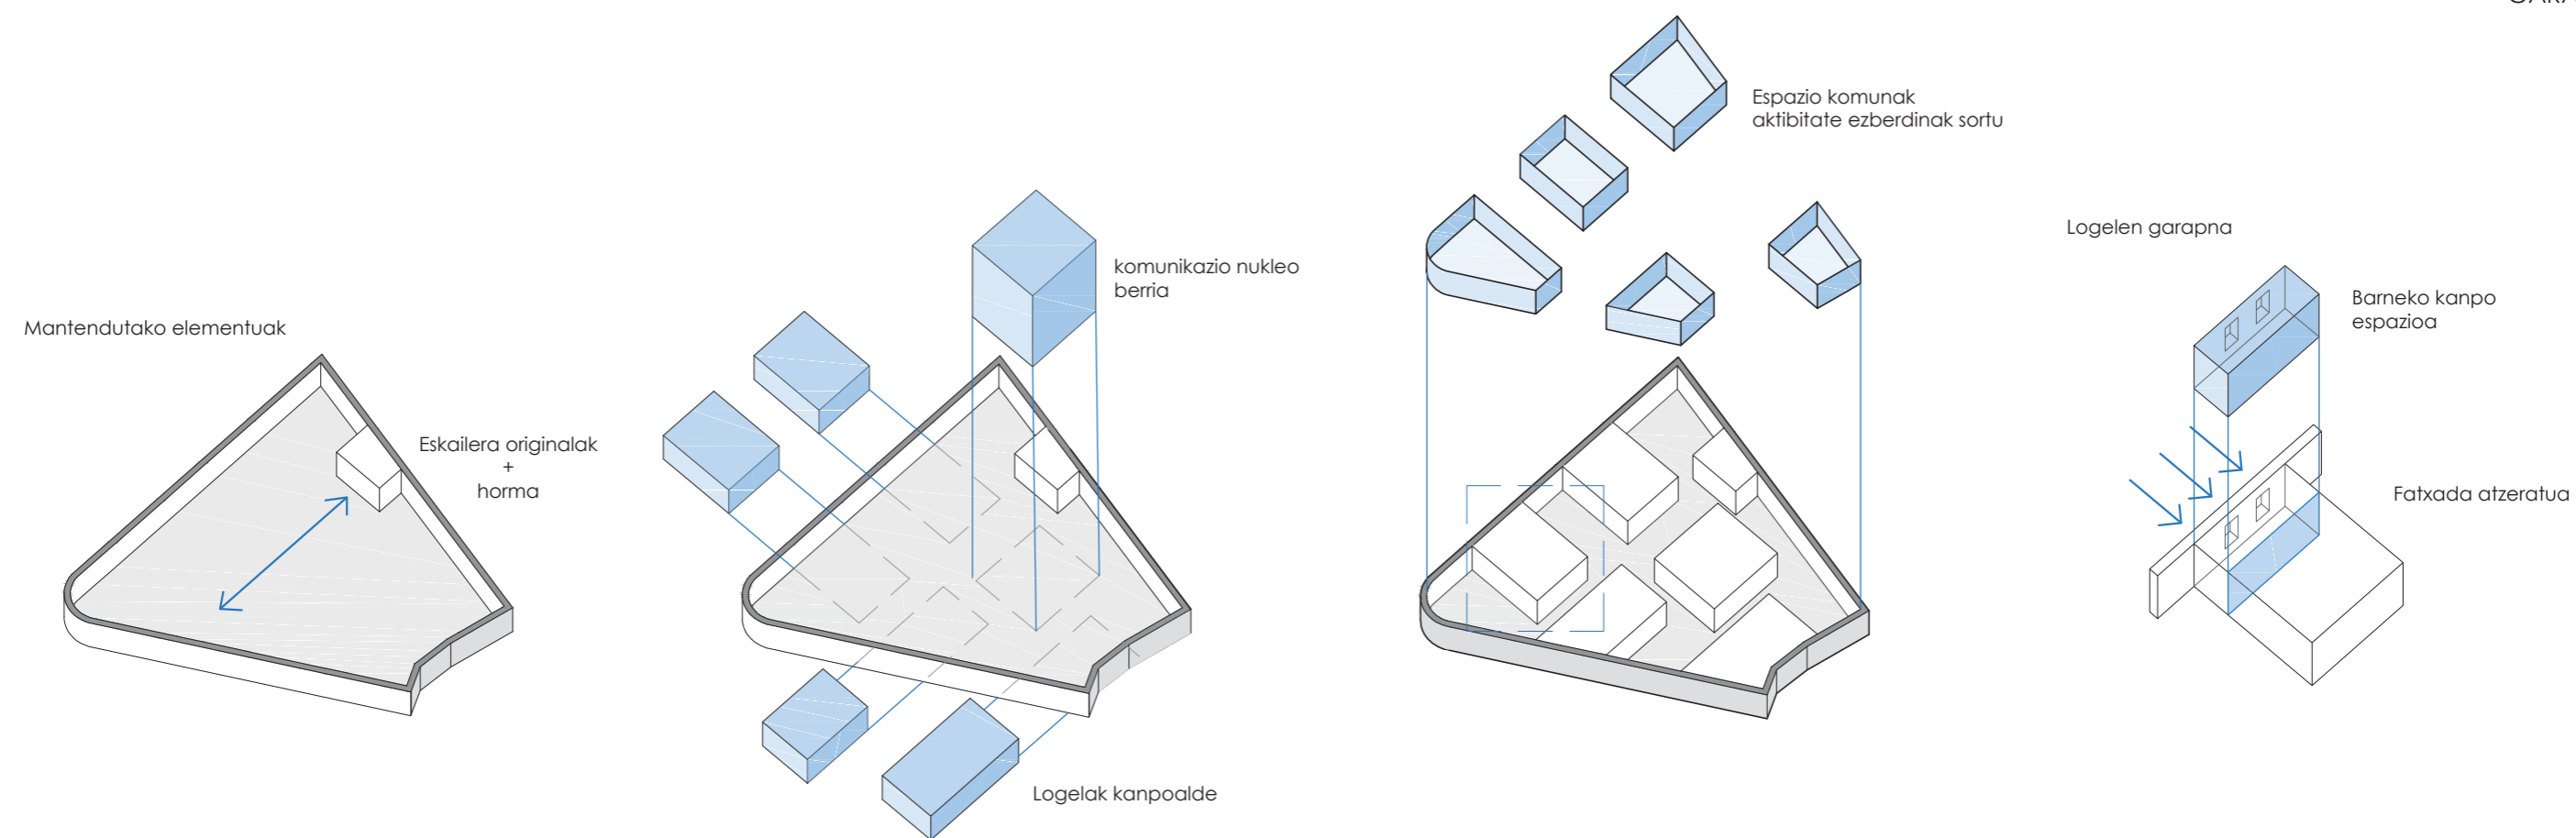 Mantendutako elementuak
Eskailera originalak
+
horma
komunikazio nukleo
berria
Logelak kanpoalde
Espazio komunak
aktibitate ezberdinak sortu
Logelen garapna
Barneko kanpo
espazioa
Fatxada atzeratua